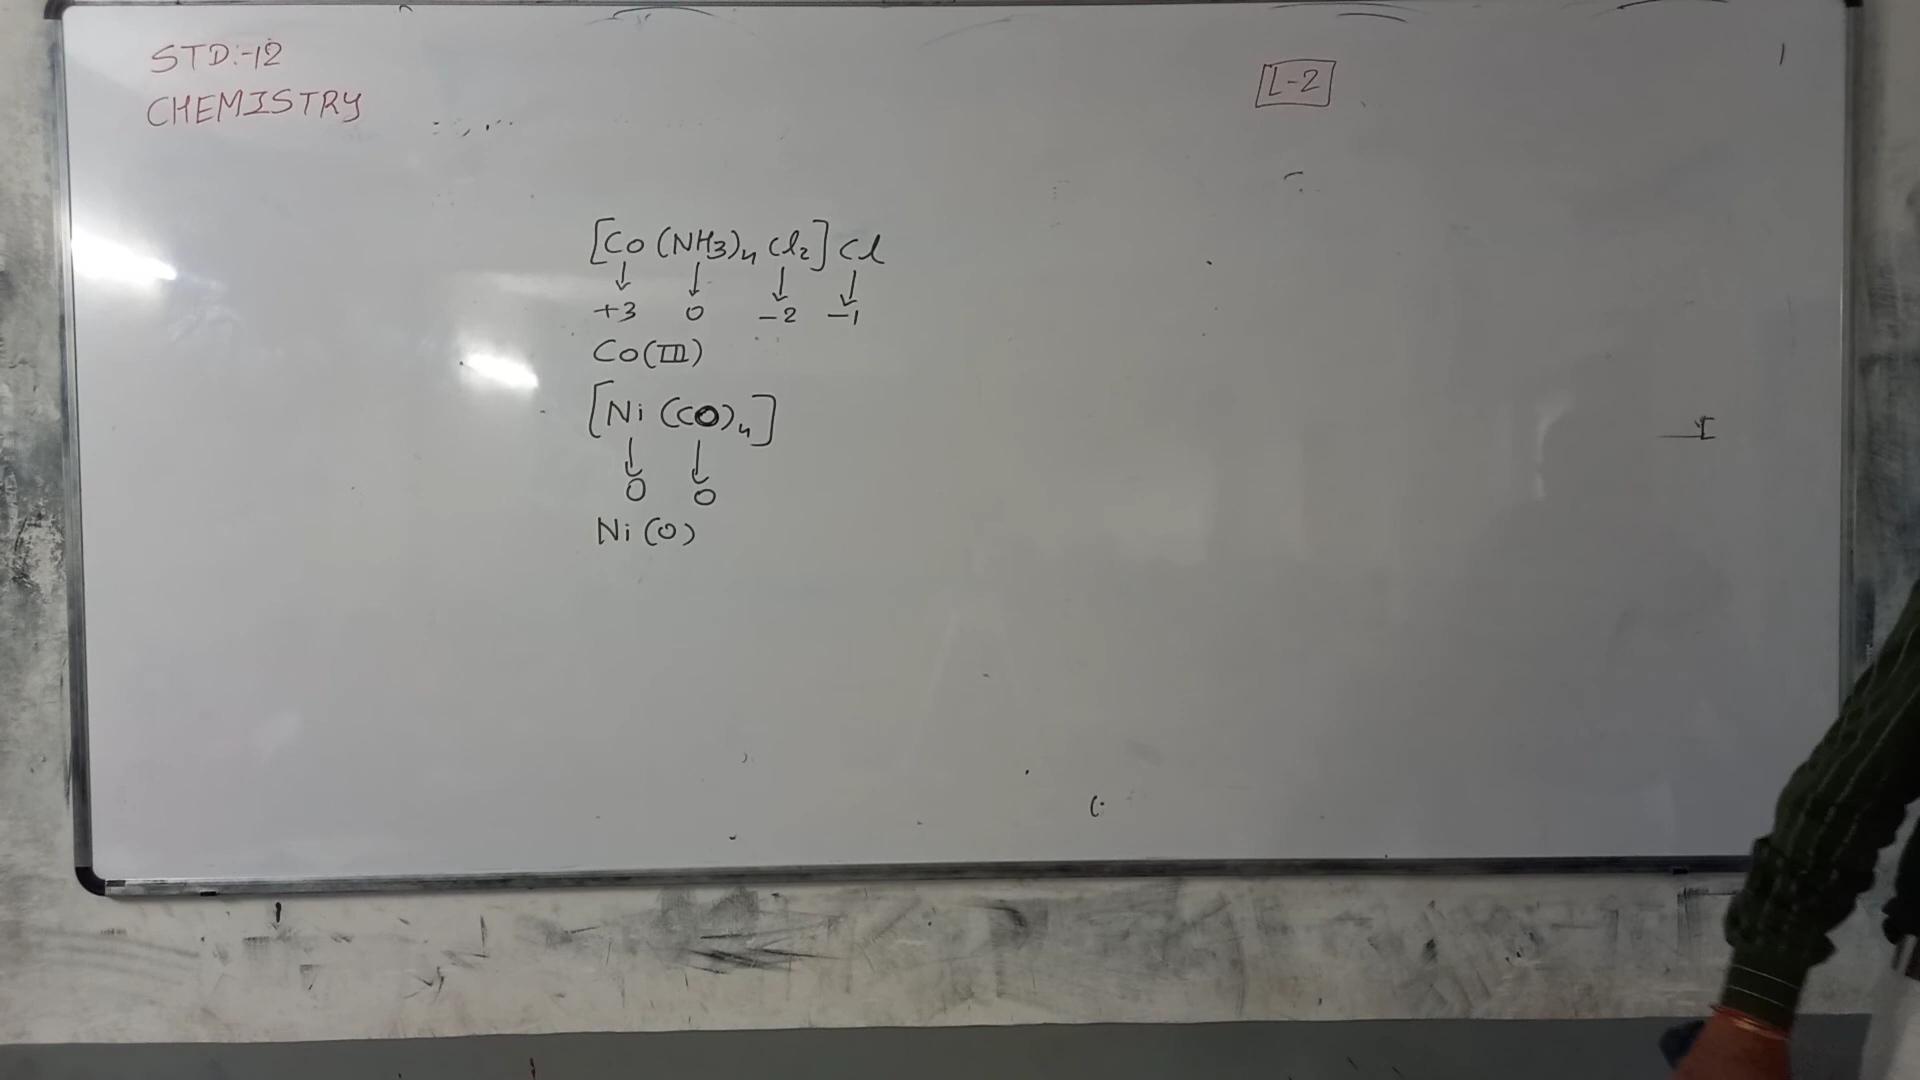 STD:-12
CHEMISTRY
L-2
[Co (NH3)4 Cl2] Cl
↓ ↓ ↓ ↓
+3 0 -2 -1
Co(III)
[Ni (CO)4]
↓ ↓
0 0
Ni (0)